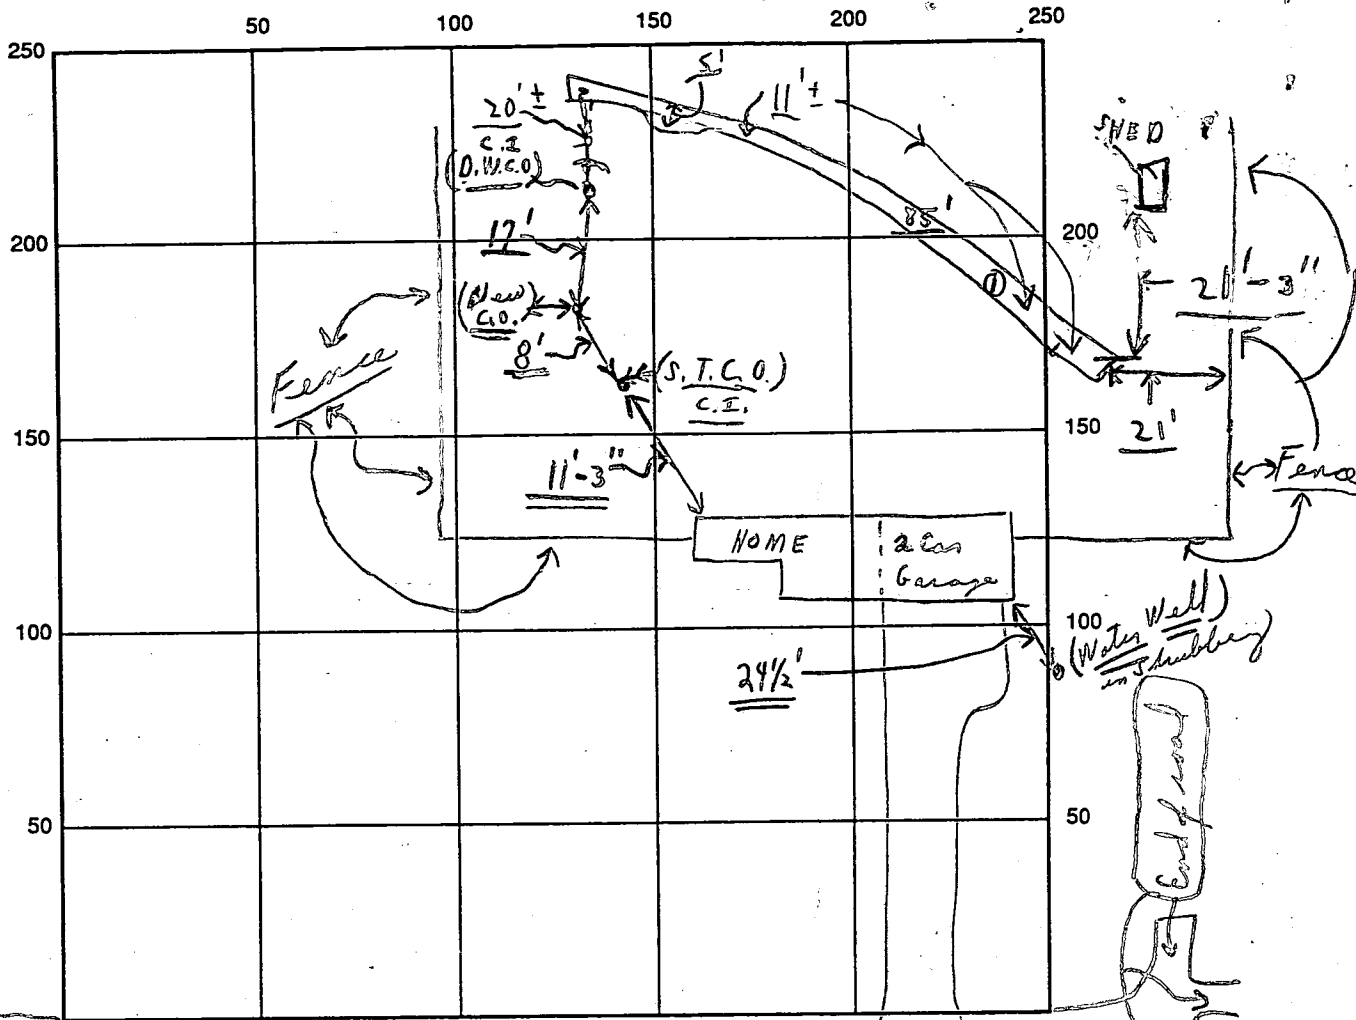 50 100 150 200 250
250
5'
20'±
11'±
C.I
SHED
(D.W.C.O)
85'
200
200
17'
21'-3"
(New
C.O.
8'
Fence
(S.T.C.O.)
C.I.
150
150
21'
11'-3"
Fence
HOME
2 Car
Garage
100
100
(Water Well)
in Shrubbery)
24½'
End of road
50
50
①